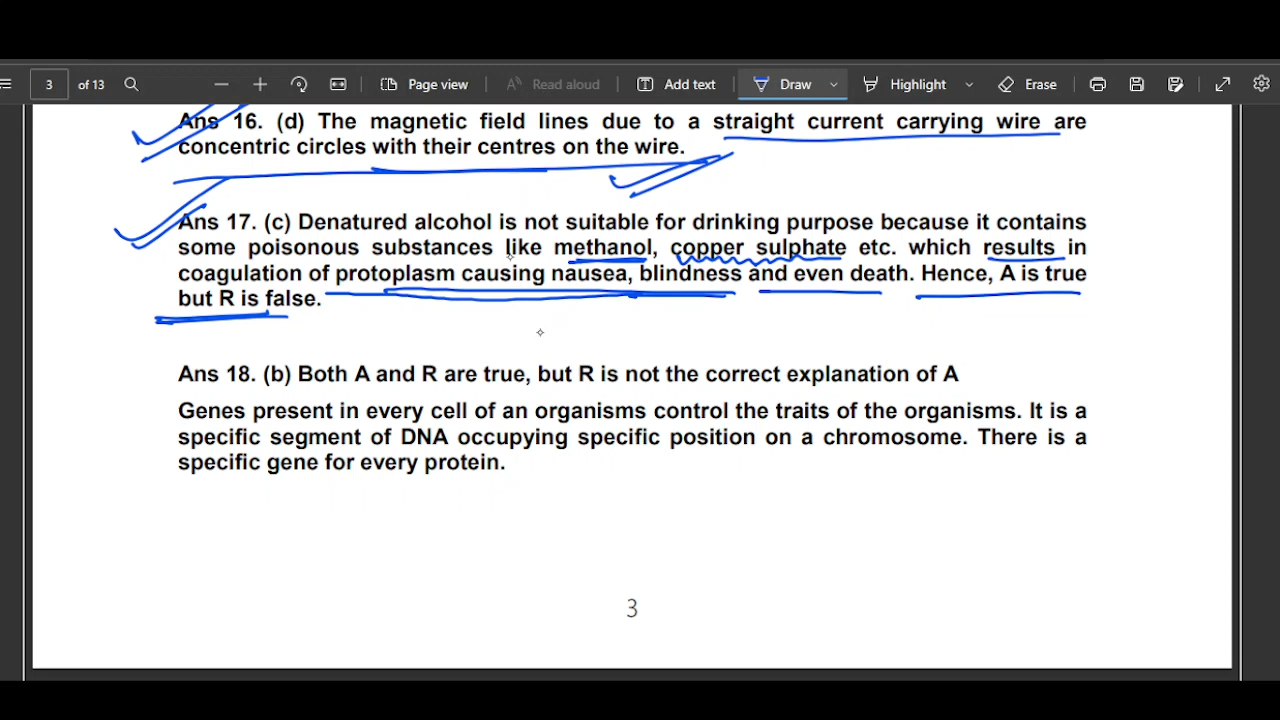 3 of 13 Page view Read aloud Add text Draw Highlight Erase
Ans 16. (d) The magnetic field lines due to a straight current carrying wire are
concentric circles with their centres on the wire.
Ans 17. (c) Denatured alcohol is not suitable for drinking purpose because it contains
some poisonous substances like methanol, copper sulphate etc. which results in
coagulation of protoplasm causing nausea, blindness and even death. Hence, A is true
but R is false.
Ans 18. (b) Both A and R are true, but R is not the correct explanation of A
Genes present in every cell of an organisms control the traits of the organisms. It is a
specific segment of DNA occupying specific position on a chromosome. There is a
specific gene for every protein.
3